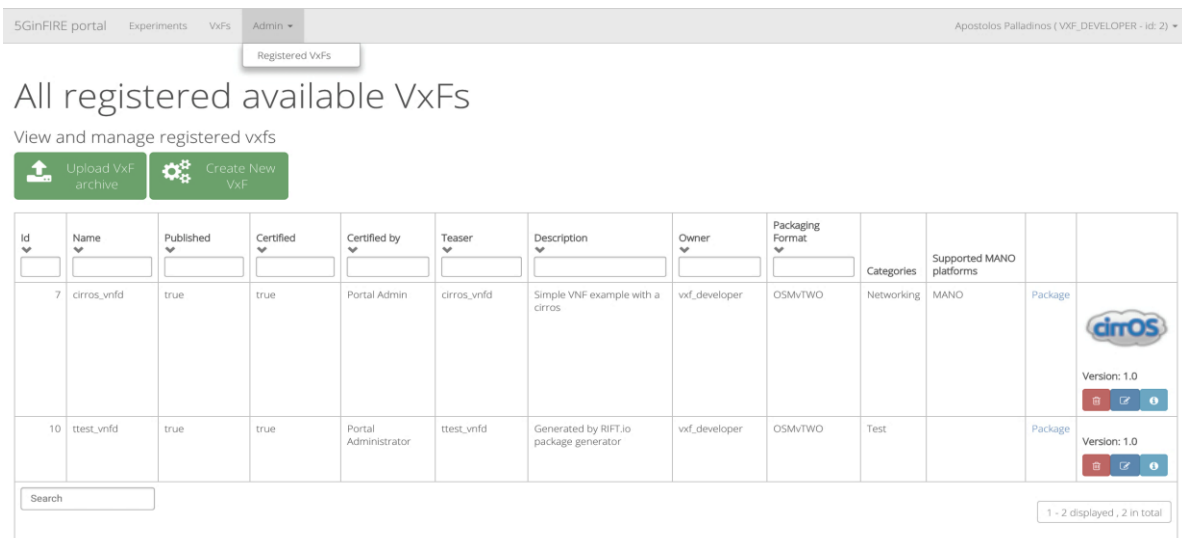 5GinFIRE portal Experiments VxFs Admin Apostolos Palladinos ( VXF_DEVELOPER - id: 2)
Registered VxFs
All registered available VxFs
View and manage registered vxfs
Upload VxF
archive
Create New
VxF
Id Name Published Certified Certified by Teaser Description Owner Packaging
Format
Categories Supported MANO
platforms
7 cirros_vnfd true true Portal Admin cirros_vnfd Simple VNF example with a
cirros
vxf_developer OSMvTWO Networking MANO Package
cirrOS
Version: 1.0
10 ttest_vnfd true true Portal
Administrator
ttest_vnfd Generated by RIFT.io
package generator
vxf_developer OSMvTWO Test Package
Version: 1.0
Search
1 - 2 displayed , 2 in total